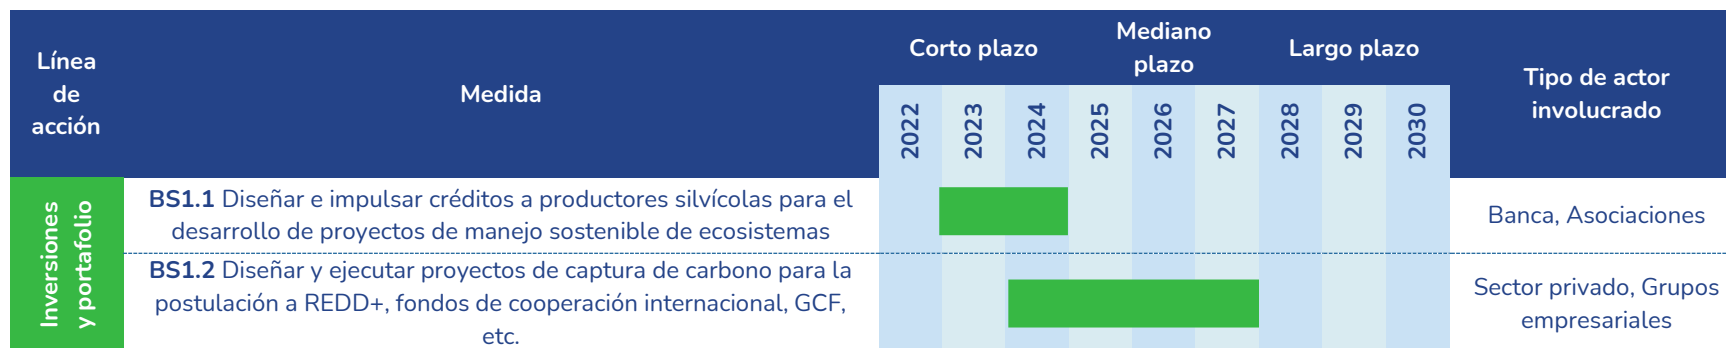 Línea
de
acción
Medida
Corto plazo
Mediano
plazo
Largo plazo
Tipo de actor
involucrado
2022
2023
2024
2025
2026
2027
2028
2029
2030
Inversiones
y portafolio
BS1.1 Diseñar e impulsar créditos a productores silvícolas para el
desarrollo de proyectos de manejo sostenible de ecosistemas
Banca, Asociaciones
BS1.2 Diseñar y ejecutar proyectos de captura de carbono para la
postulación a REDD+, fondos de cooperación internacional, GCF,
etc.
Sector privado, Grupos
empresariales